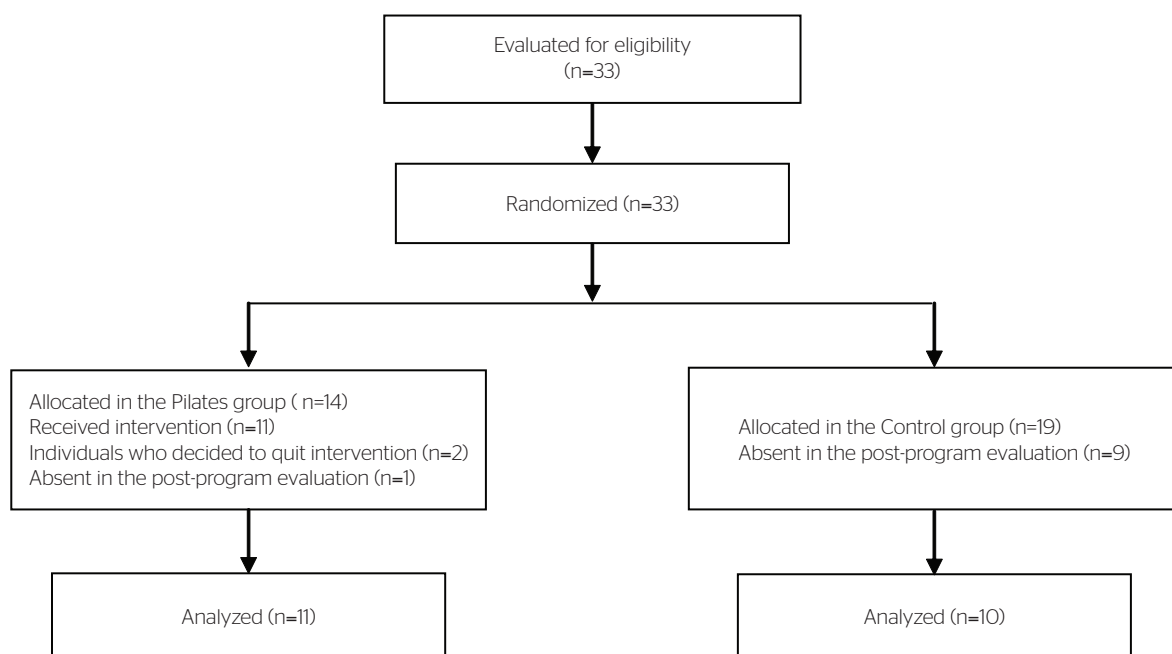 Evaluated for eligibility
(n=33)
Randomized (n=33)
Allocated in the Pilates group ( n=14)
Received intervention (n=11)
Individuals who decided to quit intervention (n=2)
Absent in the post-program evaluation (n=1)
Allocated in the Control group (n=19)
Absent in the post-program evaluation (n=9)
Analyzed (n=11)
Analyzed (n=10)